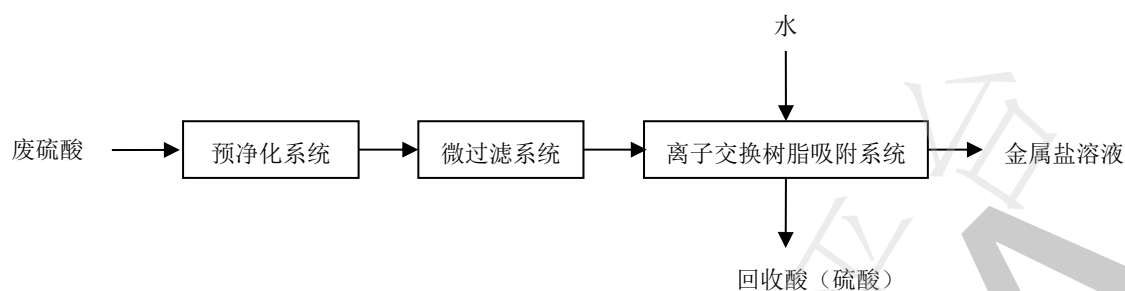 水
废硫酸
预净化系统
微过滤系统
离子交换树脂吸附系统
金属盐溶液
回收酸（硫酸）